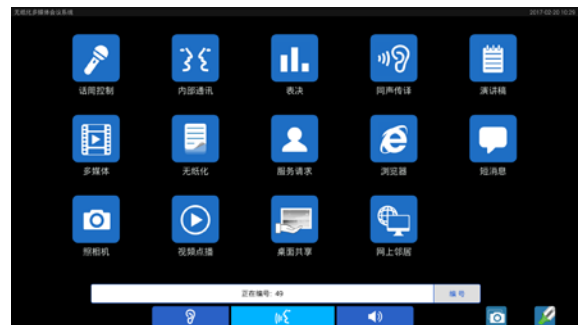 无纸化多媒体会议系统
2017-02-20 10:29
话筒控制
内部通讯
表决
同声传译
演讲稿
多媒体
无纸化
服务请求
浏览器
短消息
照相机
视频点播
桌面共享
网上邻居
正在编号: 49
编号